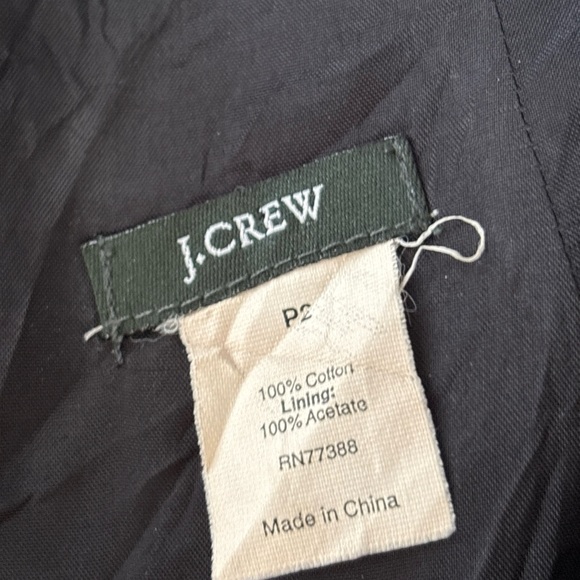 J.CREW
P2
100% Cotton
Lining:
100% Acetate
RN77388
Made in China